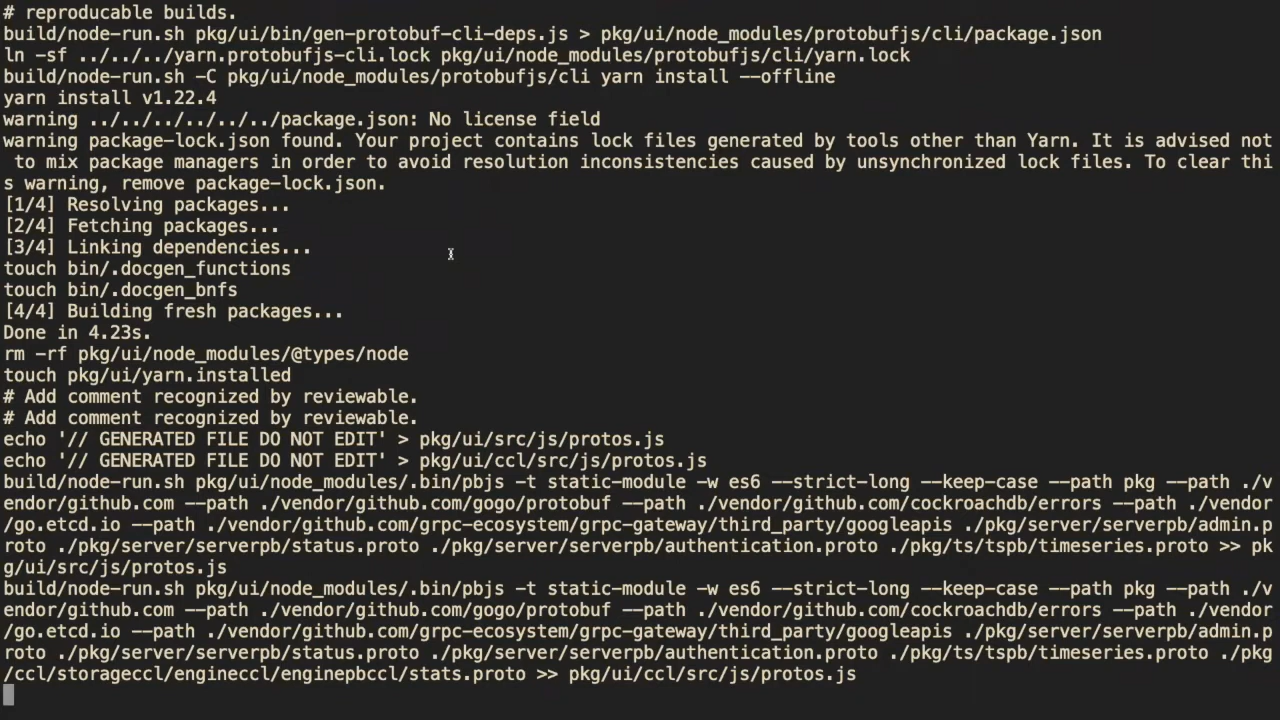 # reproducable builds.
build/node-run.sh pkg/ui/bin/gen-protobuf-cli-deps.js > pkg/ui/node_modules/protobufjs/cli/package.json
ln -sf ../../../yarn.protobufjs-cli.lock pkg/ui/node_modules/protobufjs/cli/yarn.lock
build/node-run.sh -C pkg/ui/node_modules/protobufjs/cli yarn install --offline
yarn install v1.22.4
warning ../../../../../../package.json: No license field
warning package-lock.json found. Your project contains lock files generated by tools other than Yarn. It is advised not
 to mix package managers in order to avoid resolution inconsistencies caused by unsynchronized lock files. To clear thi
s warning, remove package-lock.json.
[1/4] Resolving packages...
[2/4] Fetching packages...
[3/4] Linking dependencies...
touch bin/.docgen_functions
touch bin/.docgen_bnfs
[4/4] Building fresh packages...
Done in 4.23s.
rm -rf pkg/ui/node_modules/@types/node
touch pkg/ui/yarn.installed
# Add comment recognized by reviewable.
# Add comment recognized by reviewable.
echo '// GENERATED FILE DO NOT EDIT' > pkg/ui/src/js/protos.js
echo '// GENERATED FILE DO NOT EDIT' > pkg/ui/ccl/src/js/protos.js
build/node-run.sh pkg/ui/node_modules/.bin/pbjs -t static-module -w es6 --strict-long --keep-case --path pkg --path ./v
endor/github.com --path ./vendor/github.com/gogo/protobuf --path ./vendor/github.com/cockroachdb/errors --path ./vendor
/go.etcd.io --path ./vendor/github.com/grpc-ecosystem/grpc-gateway/third_party/googleapis ./pkg/server/serverpb/admin.p
roto ./pkg/server/serverpb/status.proto ./pkg/server/serverpb/authentication.proto ./pkg/ts/tspb/timeseries.proto >> pk
g/ui/src/js/protos.js
build/node-run.sh pkg/ui/node_modules/.bin/pbjs -t static-module -w es6 --strict-long --keep-case --path pkg --path ./v
endor/github.com --path ./vendor/github.com/gogo/protobuf --path ./vendor/github.com/cockroachdb/errors --path ./vendor
/go.etcd.io --path ./vendor/github.com/grpc-ecosystem/grpc-gateway/third_party/googleapis ./pkg/server/serverpb/admin.p
roto ./pkg/server/serverpb/status.proto ./pkg/server/serverpb/authentication.proto ./pkg/ts/tspb/timeseries.proto ./pkg
/ccl/storageccl/engineccl/enginepbccl/stats.proto >> pkg/ui/ccl/src/js/protos.js